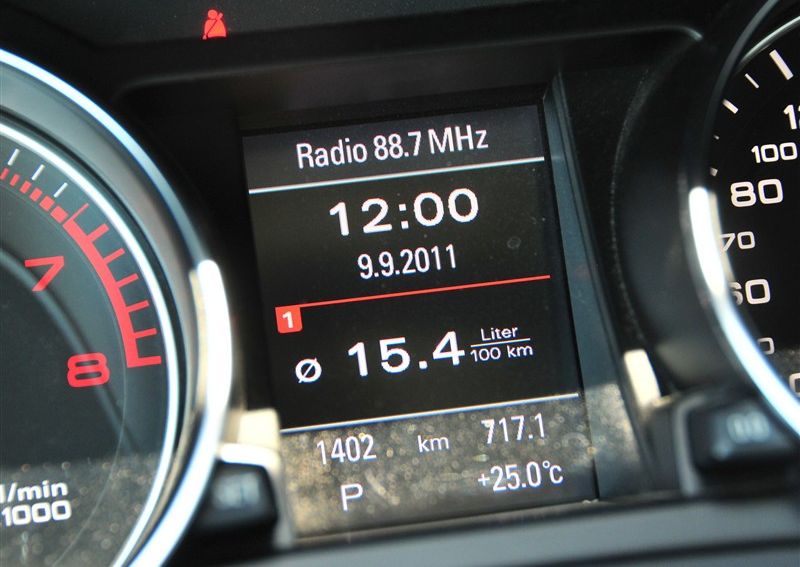 Radio 88.7 MHz
12:00
9.9.2011
1
ø 15.4 Liter/100 km
1402 km 717.1
P +25.0°C
7
8
1/min
1000
100
80
70
60